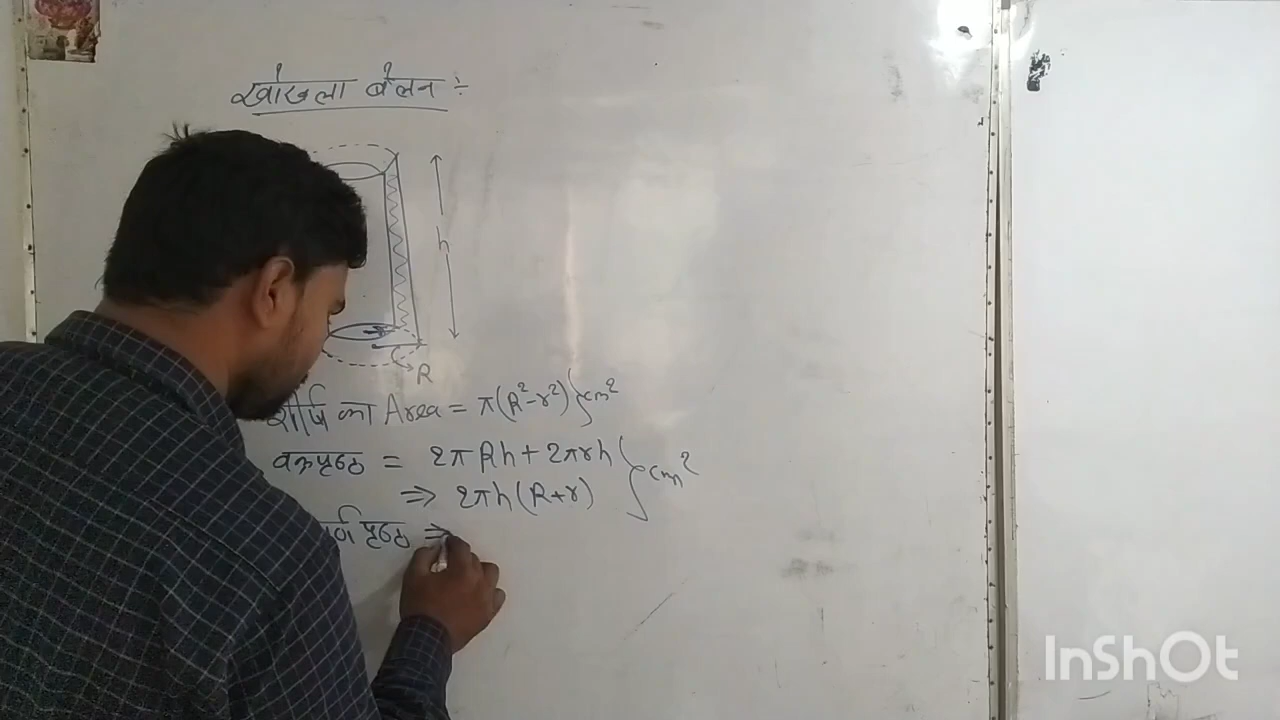 खोखला बेलन ÷
h
R
शीर्ष का Area = π(R²-r²)}cm²
वक्रपृष्ठ = 2πRh + 2πrh
⇒ 2πh(R+r) }cm²
पृष्ठ ⇒
InShOt